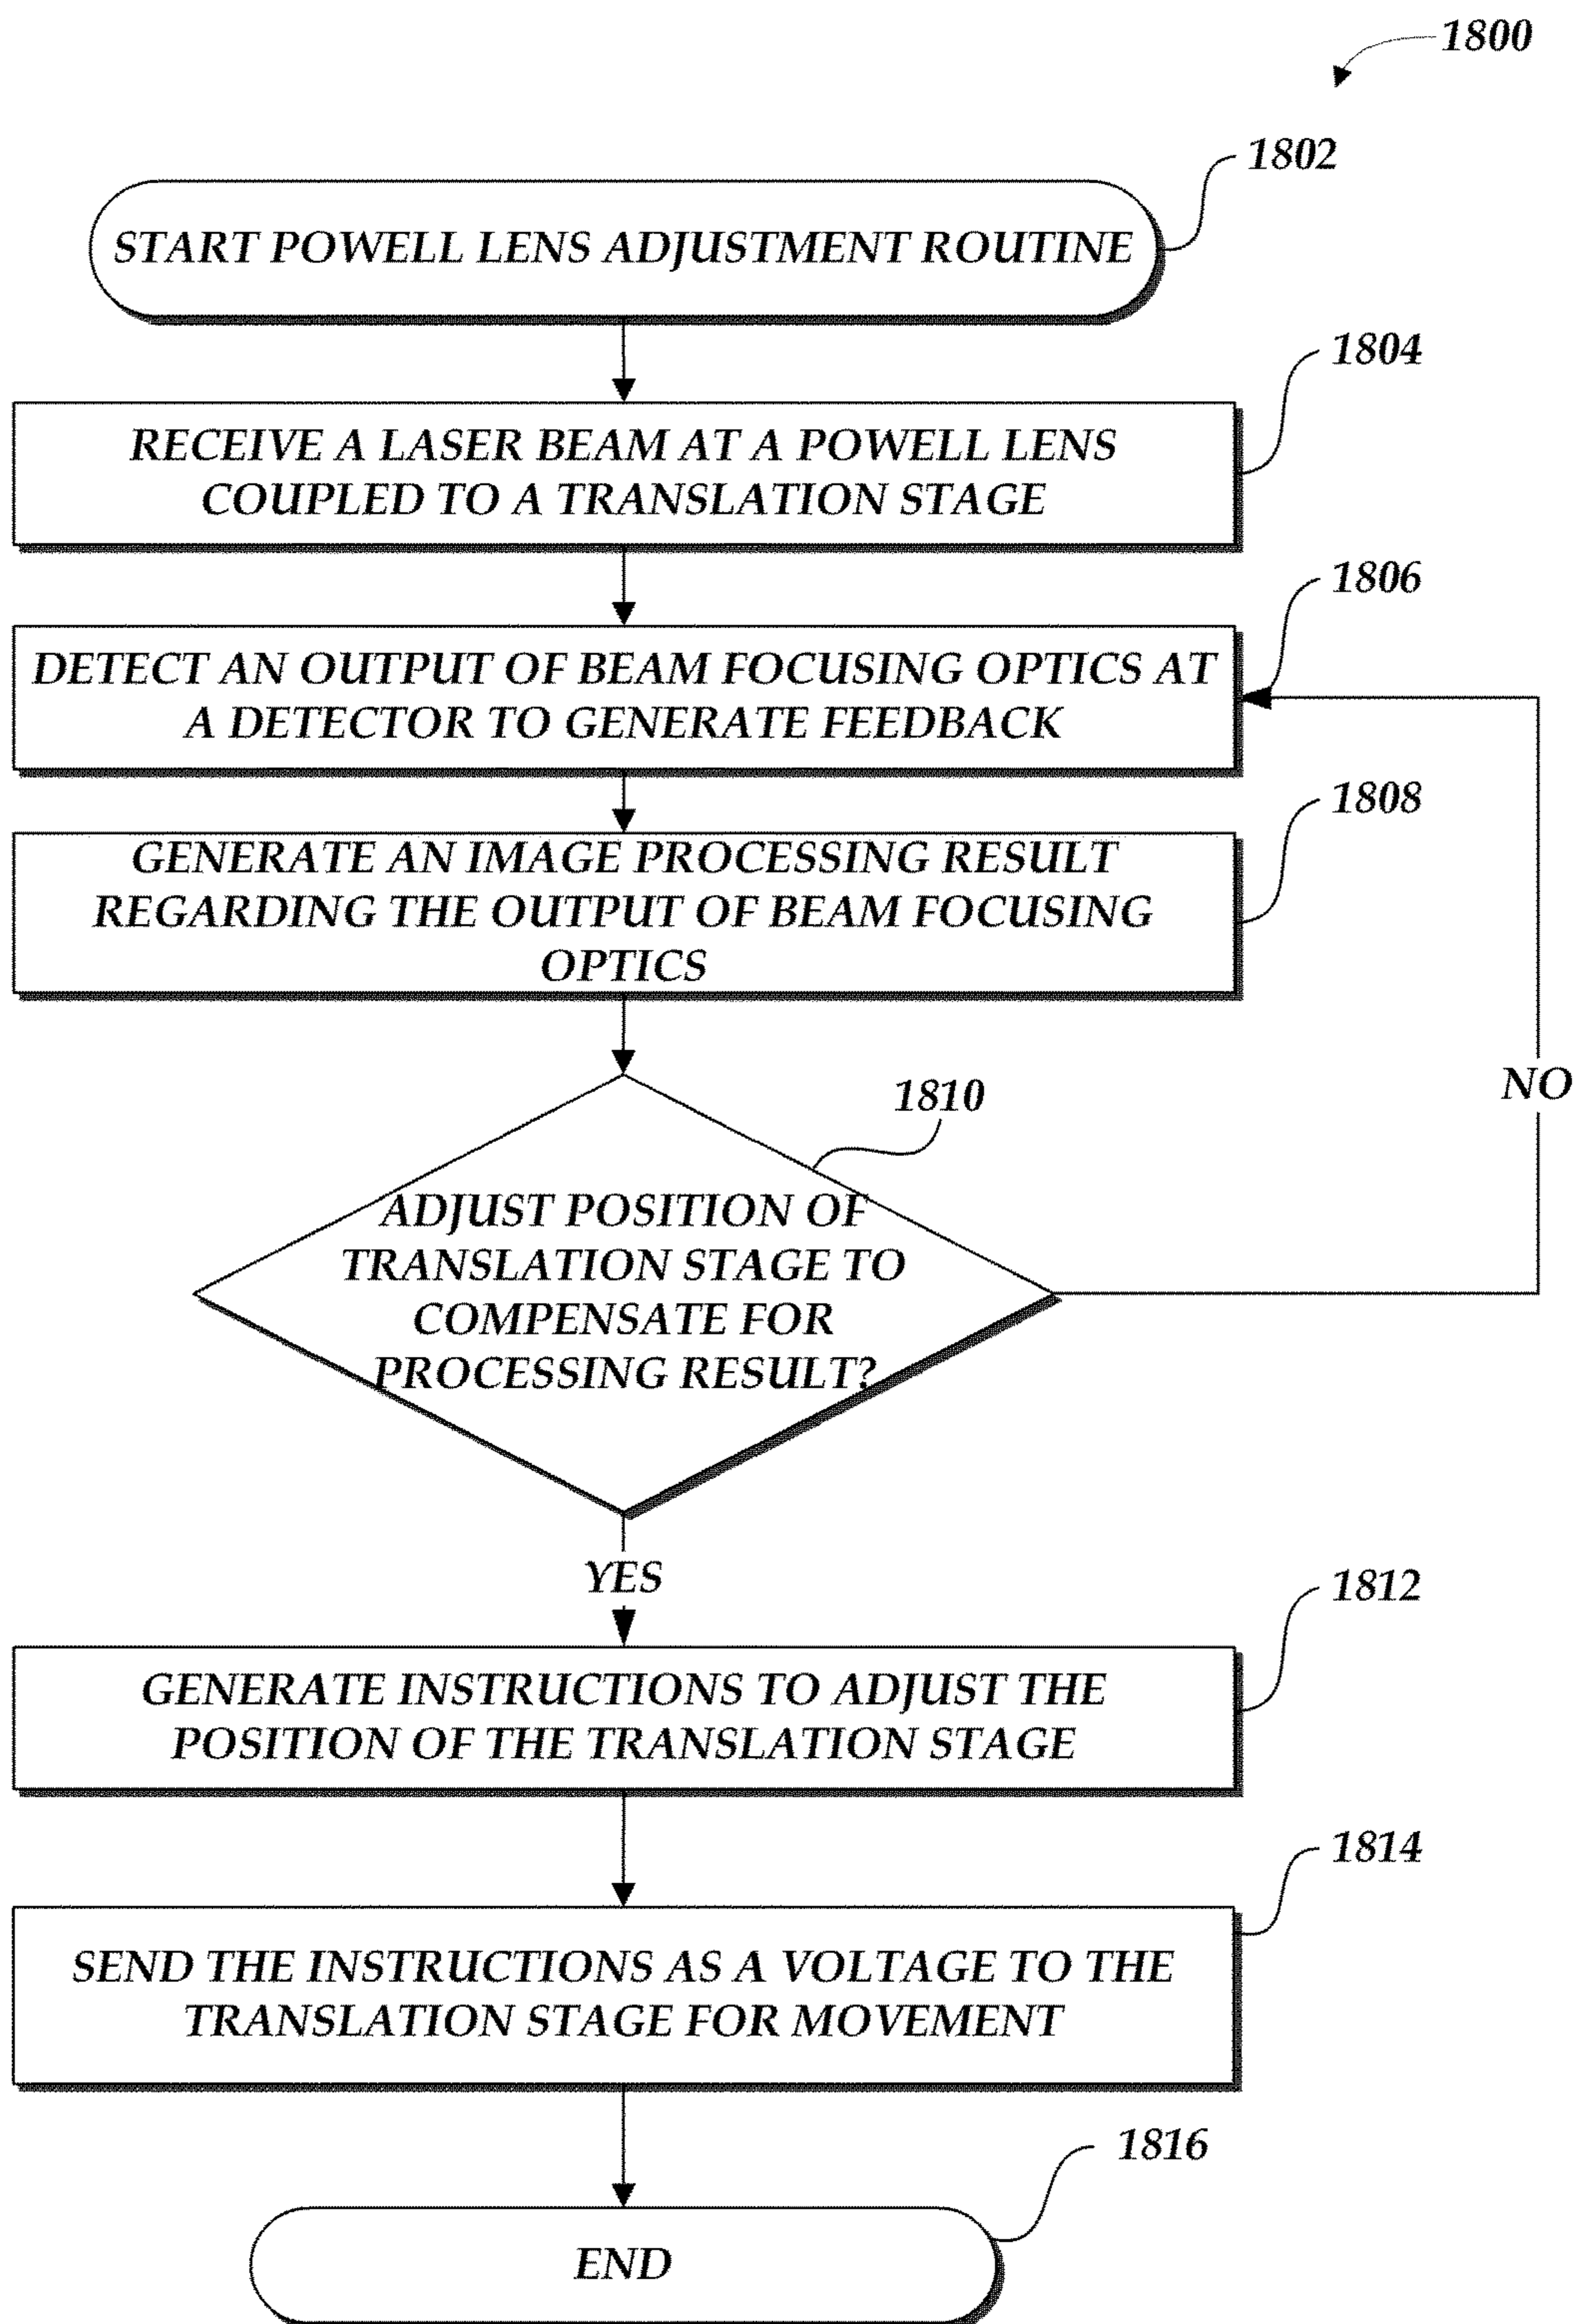 1800
1802
START POWELL LENS ADJUSTMENT ROUTINE
1804
RECEIVE A LASER BEAM AT A POWELL LENS
COUPLED TO A TRANSLATION STAGE
1806
DETECT AN OUTPUT OF BEAM FOCUSING OPTICS AT
A DETECTOR TO GENERATE FEEDBACK
1808
GENERATE AN IMAGE PROCESSING RESULT
REGARDING THE OUTPUT OF BEAM FOCUSING
OPTICS
1810
NO
ADJUST POSITION OF
TRANSLATION STAGE TO
COMPENSATE FOR
PROCESSING RESULT?
YES
1812
GENERATE INSTRUCTIONS TO ADJUST THE
POSITION OF THE TRANSLATION STAGE
1814
SEND THE INSTRUCTIONS AS A VOLTAGE TO THE
TRANSLATION STAGE FOR MOVEMENT
1816
END